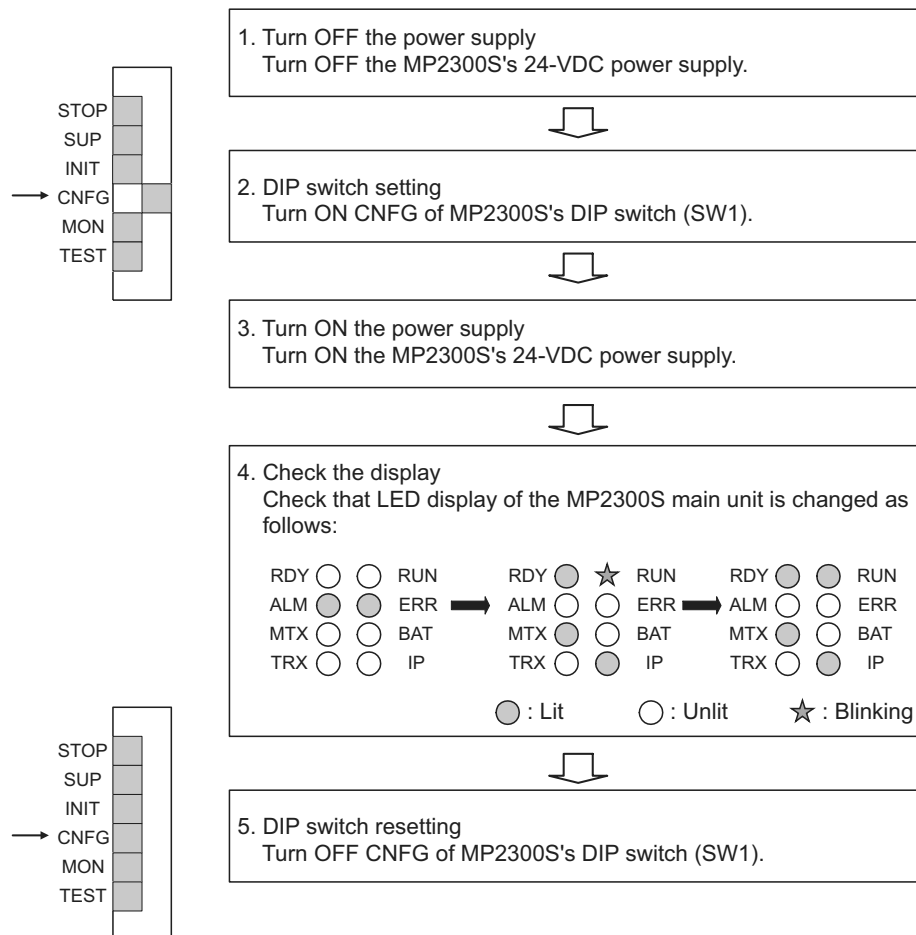 1. Turn OFF the power supply
Turn OFF the MP2300S's 24-VDC power supply.
STOP
SUP
INIT
CNFG
MON
TEST
2. DIP switch setting
Turn ON CNFG of MP2300S's DIP switch (SW1).
3. Turn ON the power supply
Turn ON the MP2300S's 24-VDC power supply.
4. Check the display
Check that LED display of the MP2300S main unit is changed as
follows:
RDY RUN RDY RUN RDY RUN
ALM ERR ALM ERR ALM ERR
MTX BAT MTX BAT MTX BAT
TRX IP TRX IP TRX IP
: Lit : Unlit : Blinking
STOP
SUP
INIT
CNFG
MON
TEST
5. DIP switch resetting
Turn OFF CNFG of MP2300S's DIP switch (SW1).